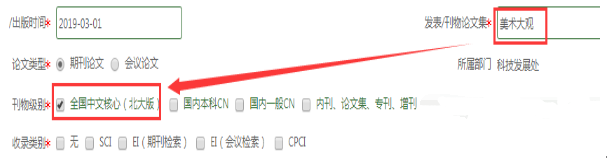 /出版时间* 2019-03-01 发表/刊物论文集* 美术大观
论文类型* 期刊论文 会议论文 所属部门 科技发展处
刊物级别* 全国中文核心（北大版） 国内本科CN 国内一般CN 内刊、论文集、专刊、增刊
收录类别* 无 SCI EI（期刊检索） EI（会议检索） CPCI